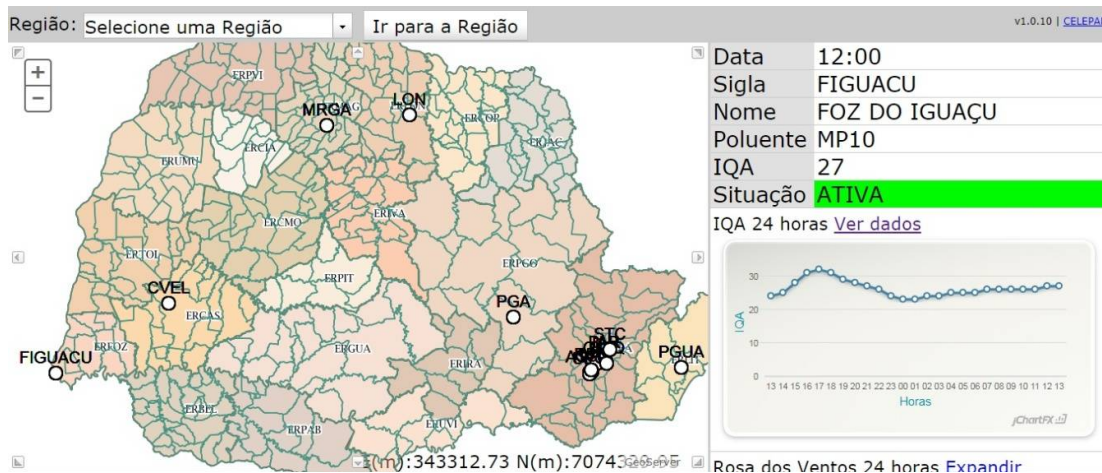 Região: Selecione uma Região Ir para a Região
v1.0.10 | CELEPAR
+
−
ERPVI
MRGA
LON
ERCOP
ERJAC
ERUMU
ERCIA
ERCMO
ERIVA
ERTOL
ERPIT
ERPGO
CVEL
ERCAS
PGA
STC
ERFOZ
FIGUACU
ERGUA
ERIRA
PGUA
ERBEL
ERPAB
ERUVI
(m):343312.73 N(m):7074
GeoServer
Data 12:00
Sigla FIGUACU
Nome FOZ DO IGUAÇU
Poluente MP10
IQA 27
Situação ATIVA
IQA 24 horas Ver dados
30
20
10
0
IQA
13 14 15 16 17 18 19 20 21 22 23 00 01 02 03 04 05 06 07 08 09 10 11 12 13
Horas
jChartFX
Rosa dos Ventos 24 horas Expandir